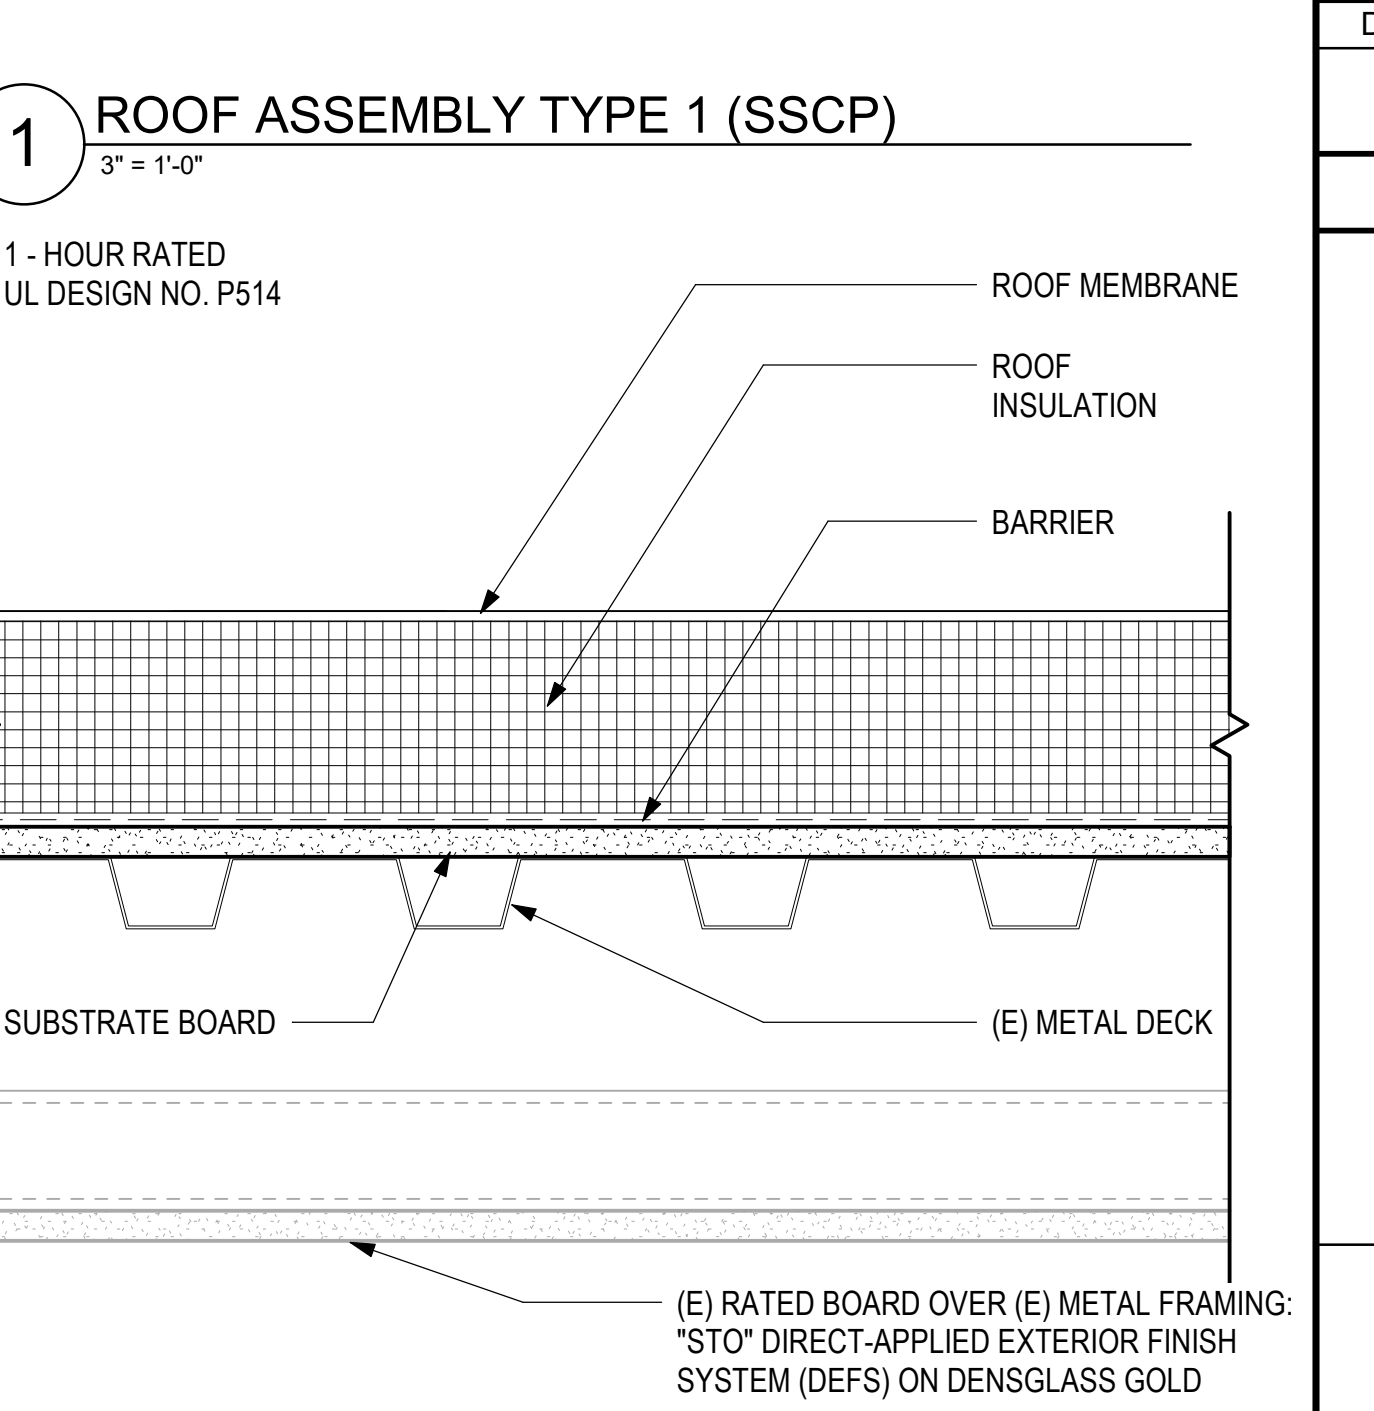 1
ROOF ASSEMBLY TYPE 1 (SSCP)
3" = 1'-0"
1 - HOUR RATED
UL DESIGN NO. P514
ROOF MEMBRANE
ROOF
INSULATION
BARRIER
SUBSTRATE BOARD
(E) METAL DECK
(E) RATED BOARD OVER (E) METAL FRAMING:
"STO" DIRECT-APPLIED EXTERIOR FINISH
SYSTEM (DEFS) ON DENSGLASS GOLD